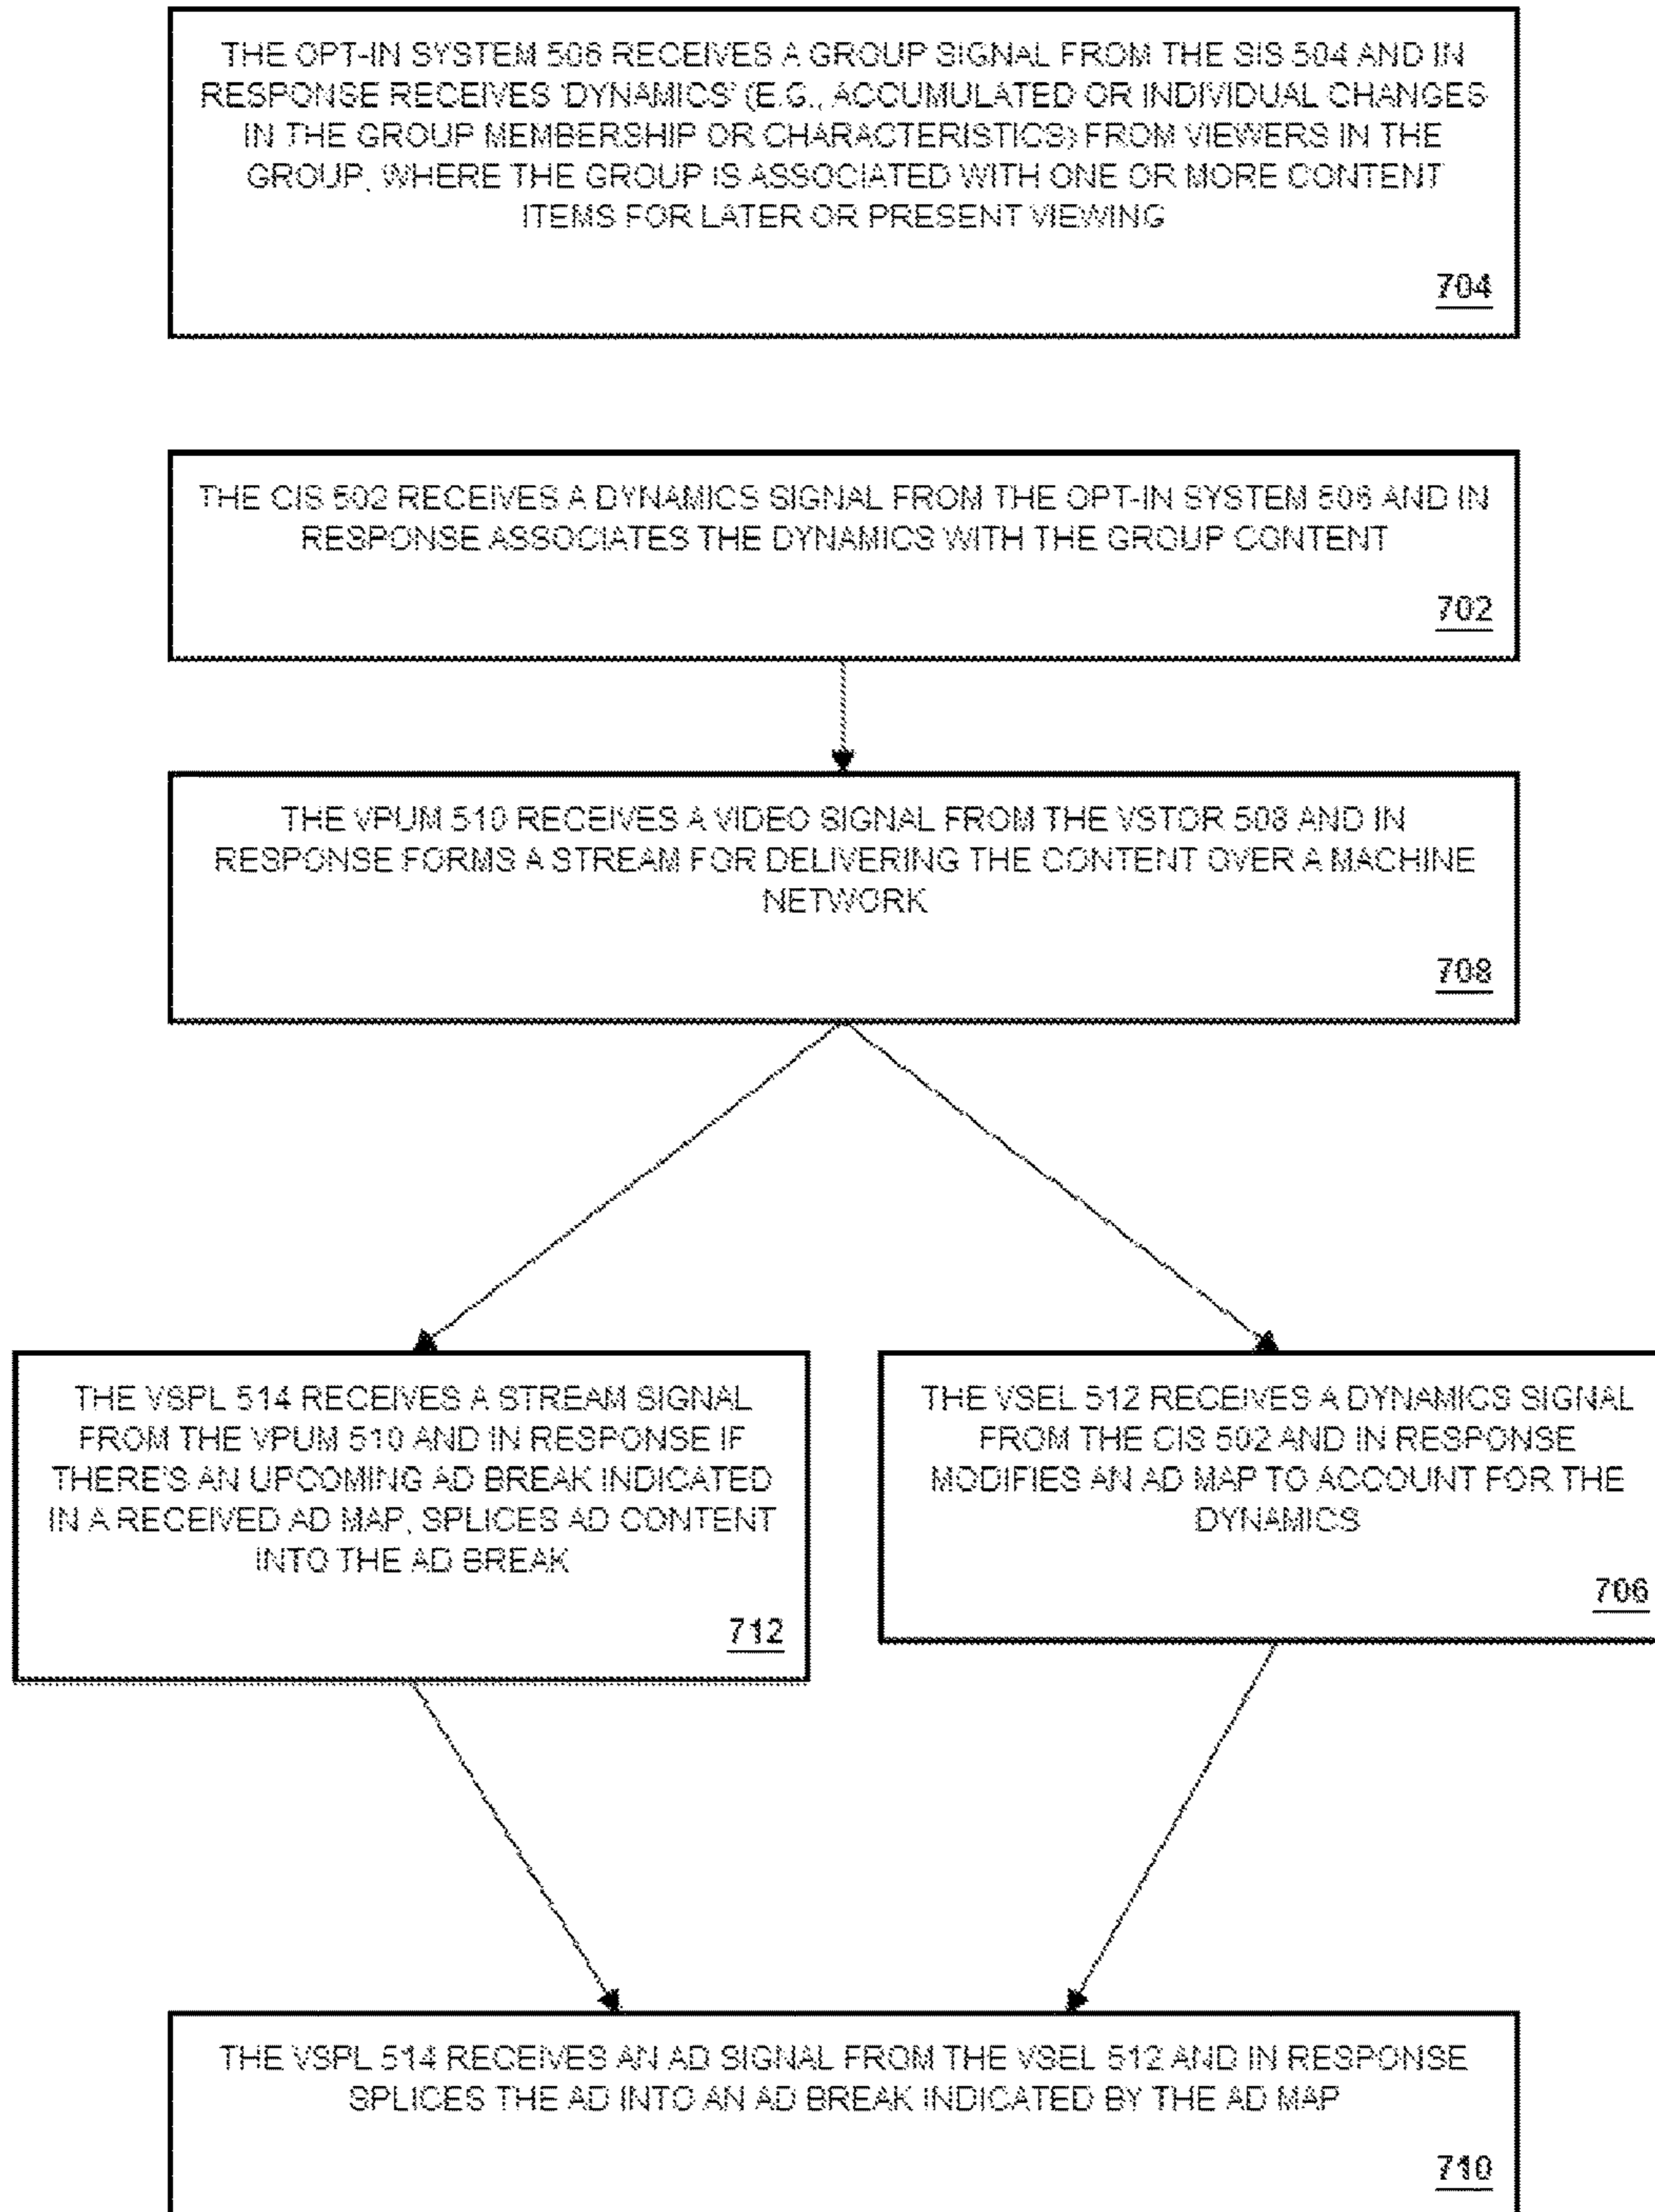 THE OPT-IN SYSTEM 506 RECEIVES A GROUP SIGNAL FROM THE SIS 504 AND IN
RESPONSE RECEIVES 'DYNAMICS' (E.G., ACCUMULATED OR INDIVIDUAL CHANGES
IN THE GROUP MEMBERSHIP OR CHARACTERISTICS) FROM VIEWERS IN THE
GROUP, WHERE THE GROUP IS ASSOCIATED WITH ONE OR MORE CONTENT
ITEMS FOR LATER OR PRESENT VIEWING
704
THE CIS 502 RECEIVES A DYNAMICS SIGNAL FROM THE OPT-IN SYSTEM 506 AND IN
RESPONSE ASSOCIATES THE DYNAMICS WITH THE GROUP CONTENT
702
THE VPUM 510 RECEIVES A VIDEO SIGNAL FROM THE VSTOR 508 AND IN
RESPONSE FORMS A STREAM FOR DELIVERING THE CONTENT OVER A MACHINE
NETWORK
708
THE VSPL 514 RECEIVES A STREAM SIGNAL
FROM THE VPUM 510 AND IN RESPONSE IF
THERE'S AN UPCOMING AD BREAK INDICATED
IN A RECEIVED AD MAP, SPLICES AD CONTENT
INTO THE AD BREAK
712
THE VSEL 512 RECEIVES A DYNAMICS SIGNAL
FROM THE CIS 502 AND IN RESPONSE
MODIFIES AN AD MAP TO ACCOUNT FOR THE
DYNAMICS
706
THE VSPL 514 RECEIVES AN AD SIGNAL FROM THE VSEL 512 AND IN RESPONSE
SPLICES THE AD INTO AN AD BREAK INDICATED BY THE AD MAP
710